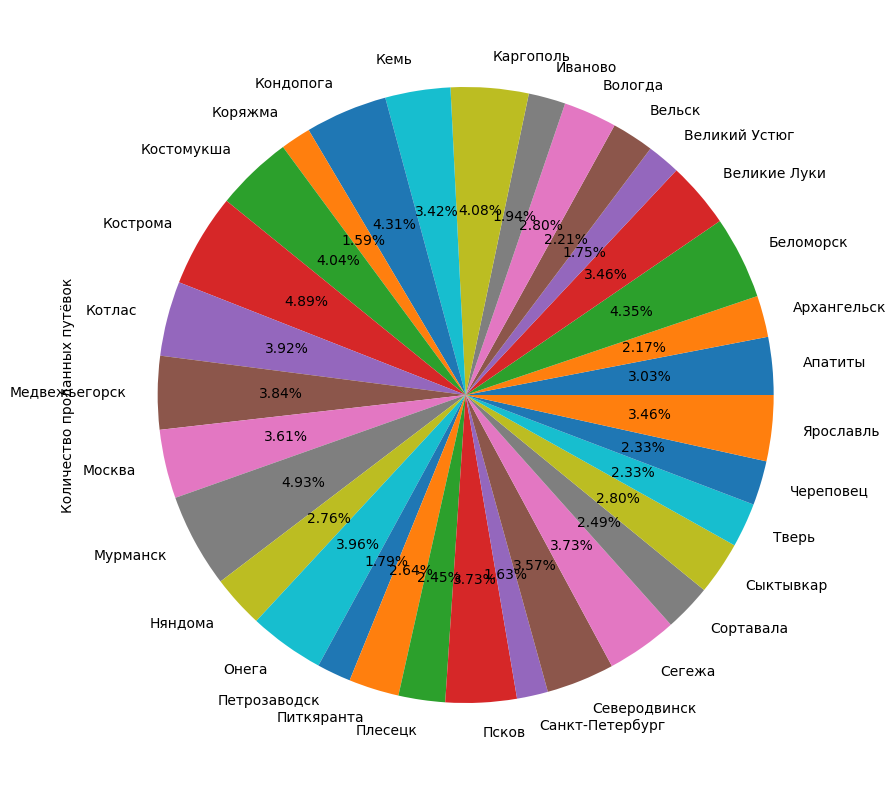 Количество проданных путёвок
Апатиты
3.03%
Архангельск
2.17%
Беломорск
4.35%
Великие Луки
3.46%
Великий Устюг
1.75%
Вельск
2.21%
Вологда
2.80%
Иваново
1.94%
Каргополь
4.08%
Кемь
3.42%
Кондопога
4.31%
Коряжма
1.59%
Костомукша
4.04%
Кострома
4.89%
Котлас
3.92%
Медвежьегорск
3.84%
Москва
3.61%
Мурманск
4.93%
Няндома
2.76%
Онега
3.96%
Петрозаводск
1.79%
Питкяранта
2.64%
Плесецк
2.45%
Псков
3.73%
Санкт-Петербург
1.63%
Северодвинск
3.57%
Сегежа
3.73%
Сортавала
2.49%
Сыктывкар
2.80%
Тверь
2.33%
Череповец
2.33%
Ярославль
3.46%